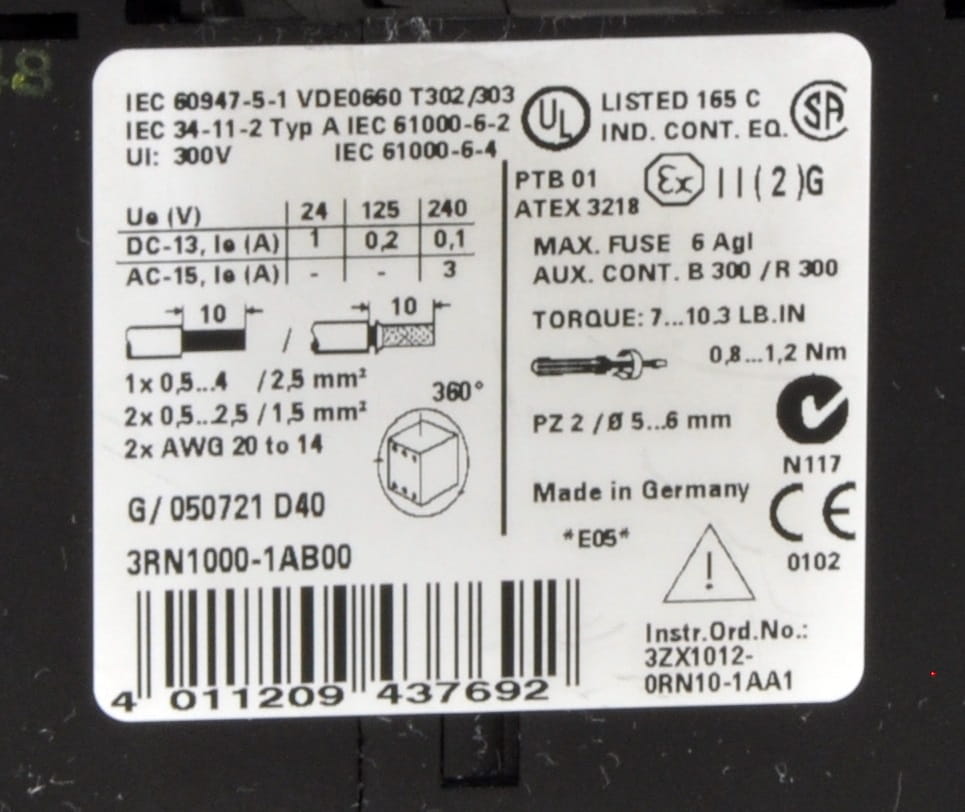 IEC 60947-5-1 VDE0660 T302/303
IEC 34-11-2 Typ A IEC 61000-6-2
UI: 300V IEC 61000-6-4
UL LISTED 165 C
IND. CONT. EQ.
SA
PTB 01
ATEX 3218
Ex II(2)G
Ue (V) 24 125 240
DC-13, Ie (A) 1 0,2 0,1
AC-15, Ie (A) - - 3
MAX. FUSE 6 AgI
AUX. CONT. B 300 / R 300
TORQUE: 7...10.3 LB.IN
0,8...1,2 Nm
PZ 2 / Ø 5...6 mm
10 / 10
1x 0,5...4 /2,5 mm²
2x 0,5...2,5 / 1,5 mm²
2x AWG 20 to 14
360°
N117
G/ 050721 D40
Made in Germany
CE
0102
*E05*
!
3RN1000-1AB00
4 011209 437692
Instr.Ord.No.:
3ZX1012-
0RN10-1AA1